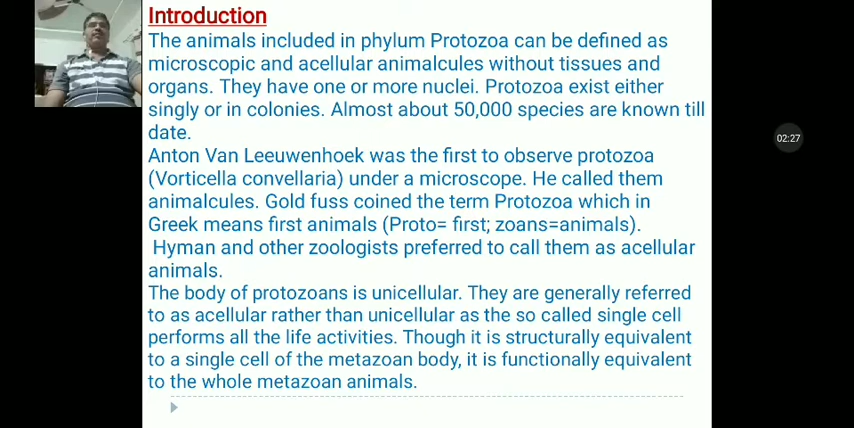 Introduction
The animals included in phylum Protozoa can be defined as
microscopic and acellular animalcules without tissues and
organs. They have one or more nuclei. Protozoa exist either
singly or in colonies. Almost about 50,000 species are known till
date.
Anton Van Leeuwenhoek was the first to observe protozoa
(Vorticella convellaria) under a microscope. He called them
animalcules. Gold fuss coined the term Protozoa which in
Greek means first animals (Proto= first; zoans=animals).
Hyman and other zoologists preferred to call them as acellular
animals.
The body of protozoans is unicellular. They are generally referred
to as acellular rather than unicellular as the so called single cell
performs all the life activities. Though it is structurally equivalent
to a single cell of the metazoan body, it is functionally equivalent
to the whole metazoan animals.
02:27